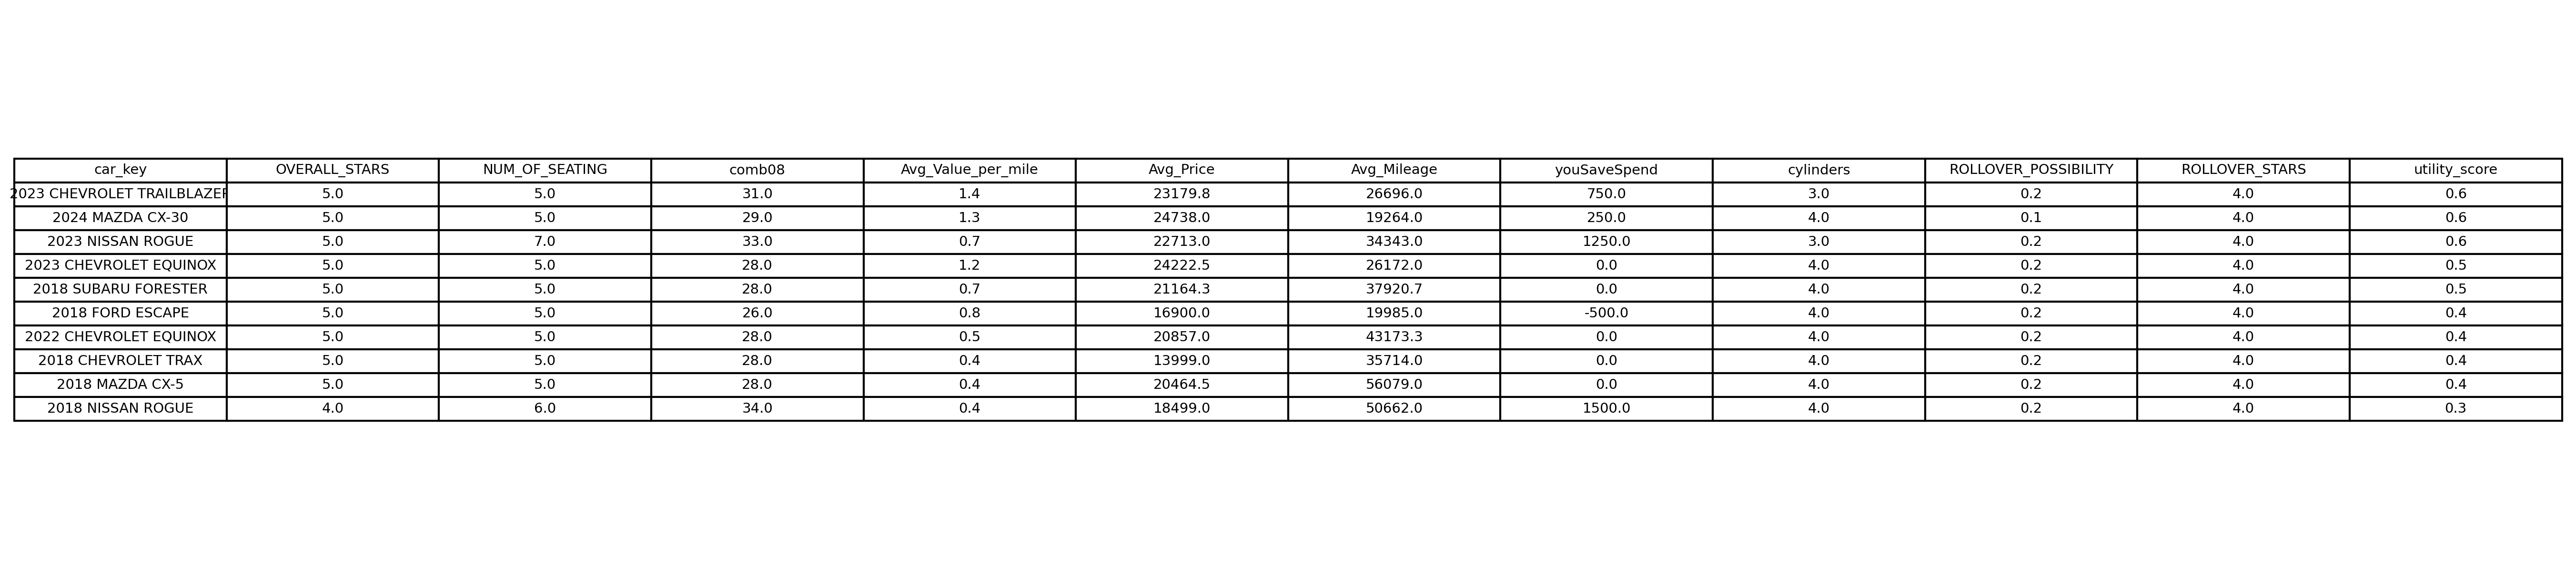 car_key OVERALL_STARS NUM_OF_SEATING comb08 Avg_Value_per_mile Avg_Price Avg_Mileage youSaveSpend cylinders ROLLOVER_POSSIBILITY ROLLOVER_STARS utility_score
2023 CHEVROLET TRAILBLAZER 5.0 5.0 31.0 1.4 23179.8 26696.0 750.0 3.0 0.2 4.0 0.6
2024 MAZDA CX-30 5.0 5.0 29.0 1.3 24738.0 19264.0 250.0 4.0 0.1 4.0 0.6
2023 NISSAN ROGUE 5.0 7.0 33.0 0.7 22713.0 34343.0 1250.0 3.0 0.2 4.0 0.6
2023 CHEVROLET EQUINOX 5.0 5.0 28.0 1.2 24222.5 26172.0 0.0 4.0 0.2 4.0 0.5
2018 SUBARU FORESTER 5.0 5.0 28.0 0.7 21164.3 37920.7 0.0 4.0 0.2 4.0 0.5
2018 FORD ESCAPE 5.0 5.0 26.0 0.8 16900.0 19985.0 -500.0 4.0 0.2 4.0 0.4
2022 CHEVROLET EQUINOX 5.0 5.0 28.0 0.5 20857.0 43173.3 0.0 4.0 0.2 4.0 0.4
2018 CHEVROLET TRAX 5.0 5.0 28.0 0.4 13999.0 35714.0 0.0 4.0 0.2 4.0 0.4
2018 MAZDA CX-5 5.0 5.0 28.0 0.4 20464.5 56079.0 0.0 4.0 0.2 4.0 0.4
2018 NISSAN ROGUE 4.0 6.0 34.0 0.4 18499.0 50662.0 1500.0 4.0 0.2 4.0 0.3